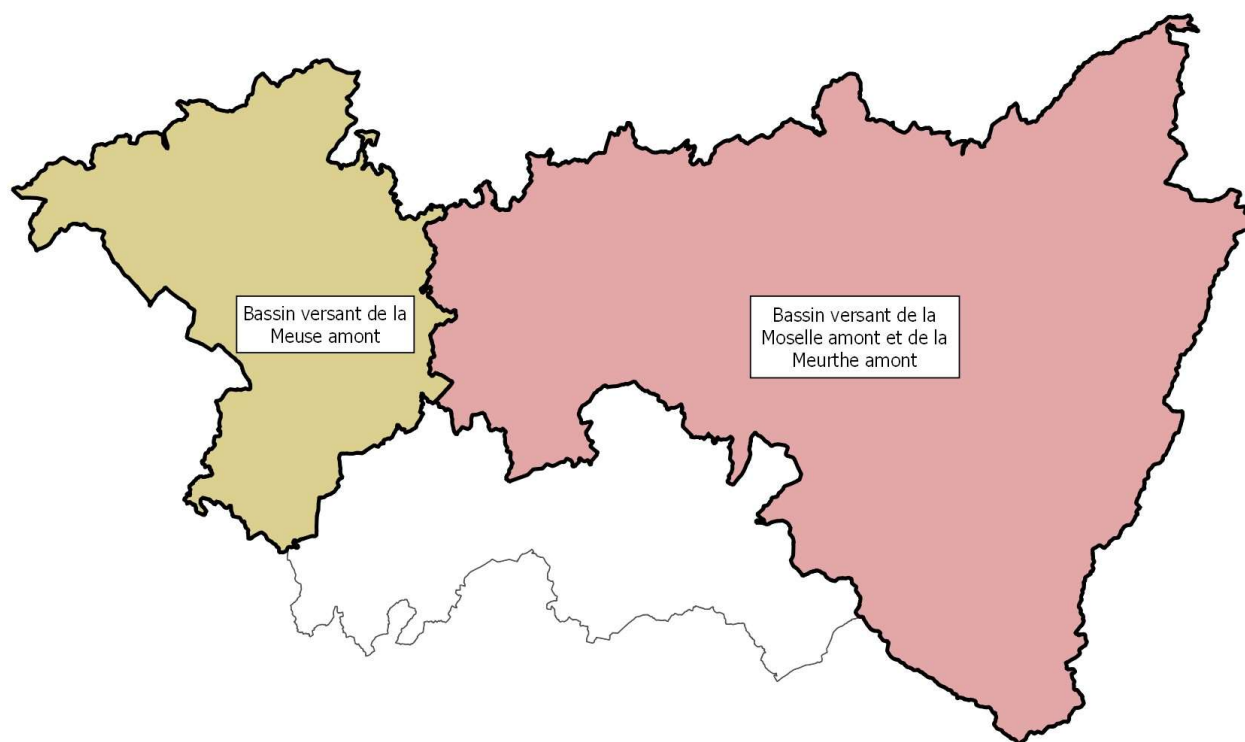 Bassin versant de la
Meuse amont
Bassin versant de la
Moselle amont et de la
Meurthe amont